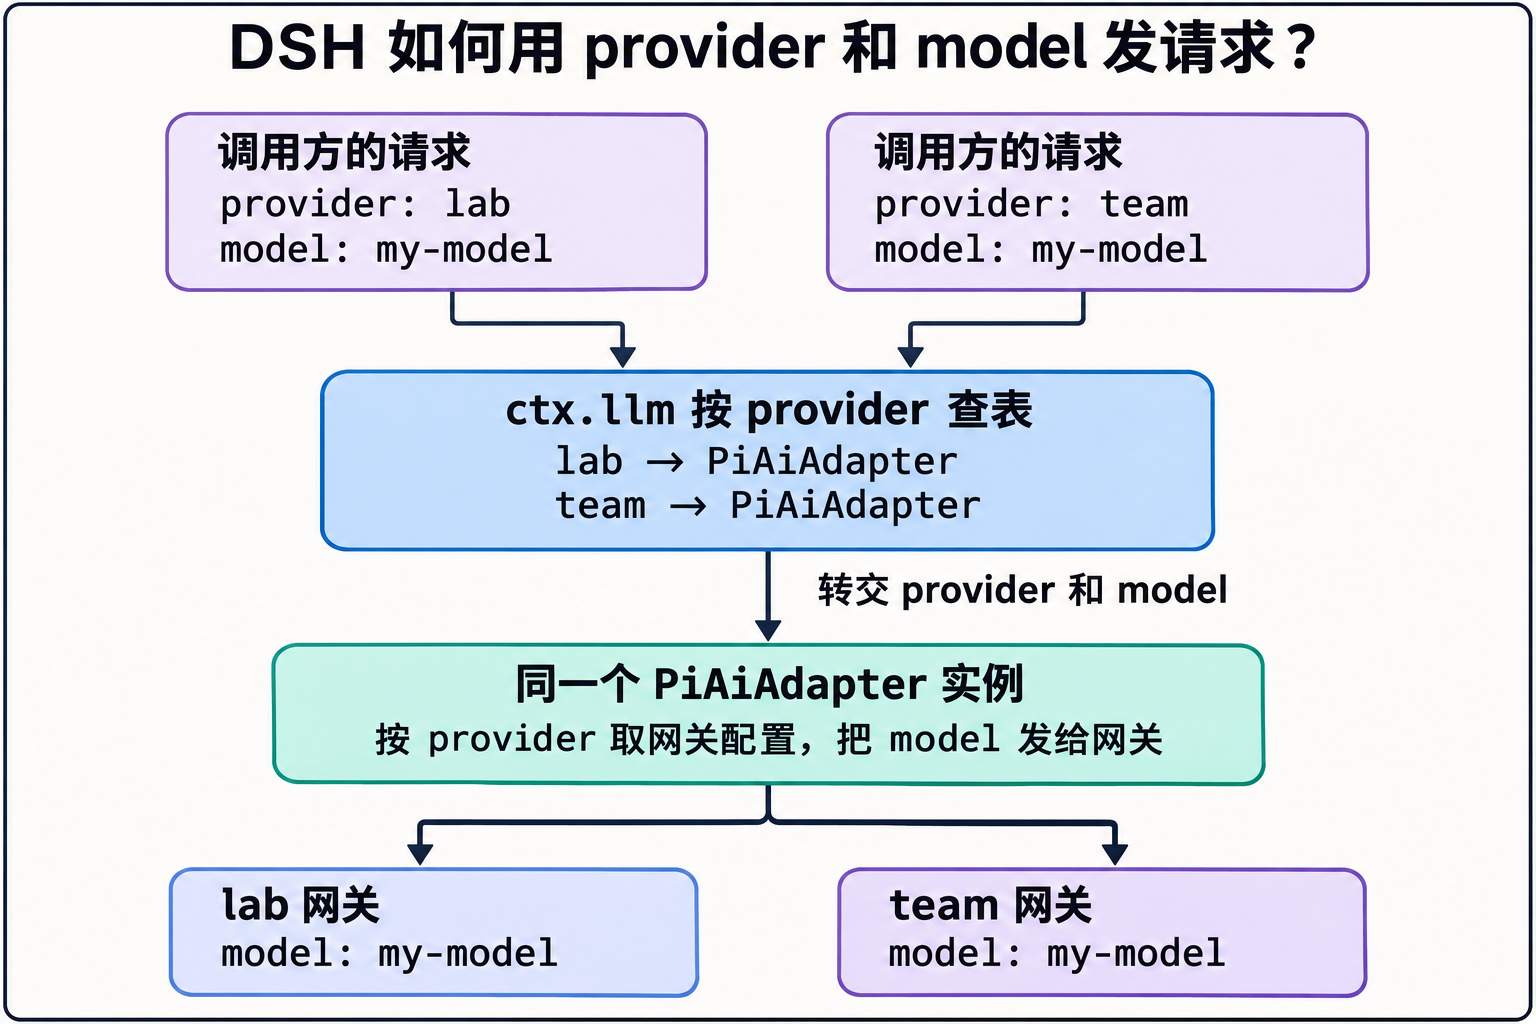 DSH 如何用 provider 和 model 发请求？
调用方的请求
provider: lab
model: my-model
调用方的请求
provider: team
model: my-model
ctx.llm 按 provider 查表
lab → PiAiAdapter
team → PiAiAdapter
转交 provider 和 model
同一个 PiAiAdapter 实例
按 provider 取网关配置，把 model 发给网关
lab 网关
model: my-model
team 网关
model: my-model